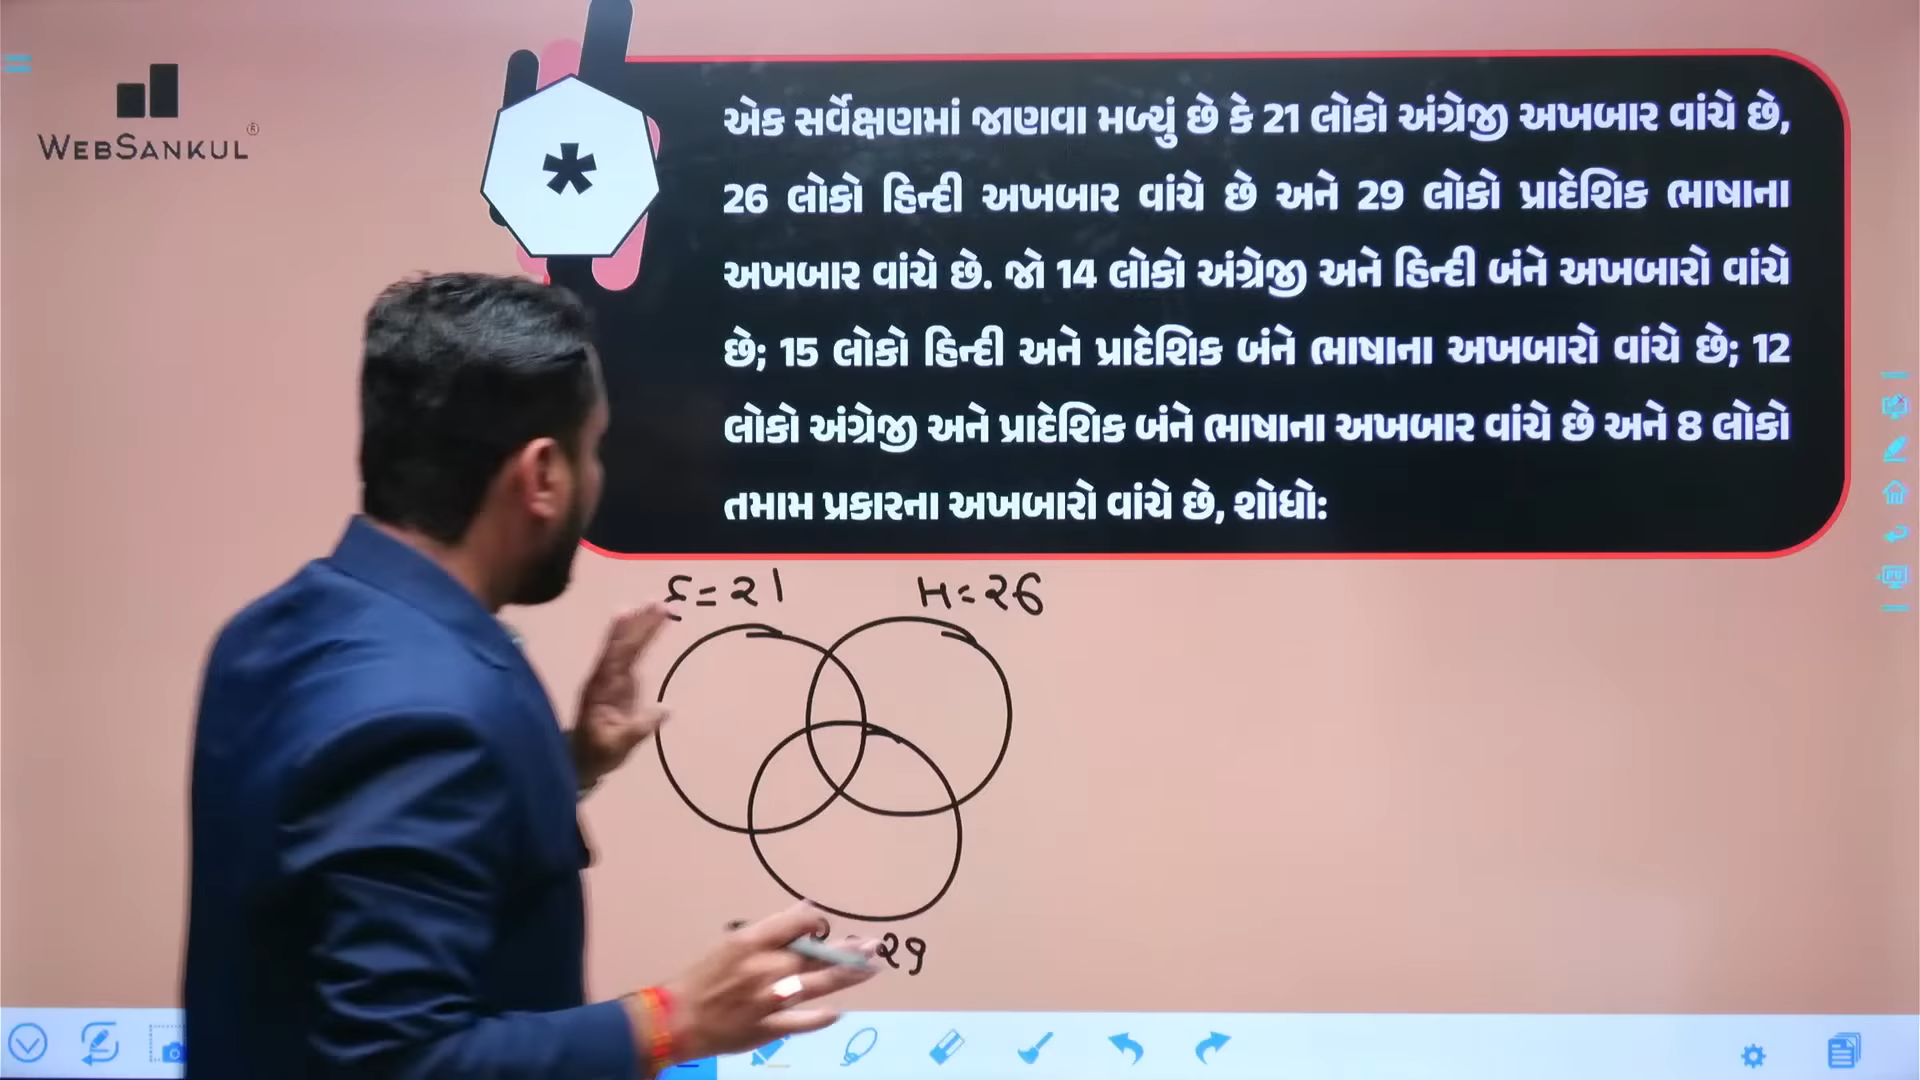 WEBSANKUL®
*
એક સર્વેક્ષણમાં જાણવા મળ્યું છે કે 21 લોકો અંગ્રેજી અખબાર વાંચે છે,
26 લોકો હિન્દી અખબાર વાંચે છે અને 29 લોકો પ્રાદેશિક ભાષાના
અખબાર વાંચે છે. જો 14 લોકો અંગ્રેજી અને હિન્દી બંને અખબારો વાંચે
છે; 15 લોકો હિન્દી અને પ્રાદેશિક બંને ભાષાના અખબારો વાંચે છે; 12
લોકો અંગ્રેજી અને પ્રાદેશિક બંને ભાષાના અખબાર વાંચે છે અને 8 લોકો
તમામ પ્રકારના અખબારો વાંચે છે, શોધો:
E=21 H=26
29